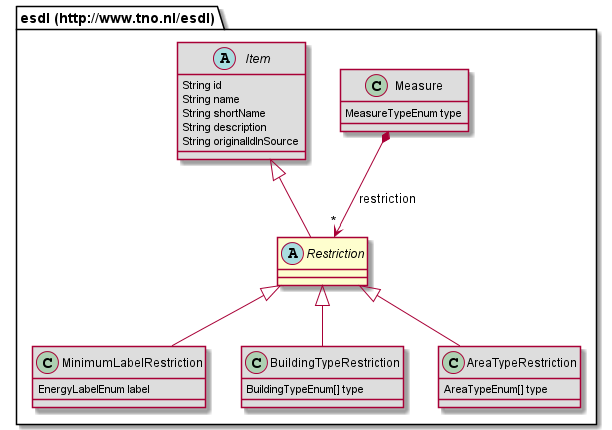 esdl (http://www.tno.nl/esdl)
A Item
String id
String name
String shortName
String description
String originalIdInSource
C Measure
MeasureTypeEnum type
restriction
*
A Restriction
C MinimumLabelRestriction
EnergyLabelEnum label
C BuildingTypeRestriction
BuildingTypeEnum[] type
C AreaTypeRestriction
AreaTypeEnum[] type